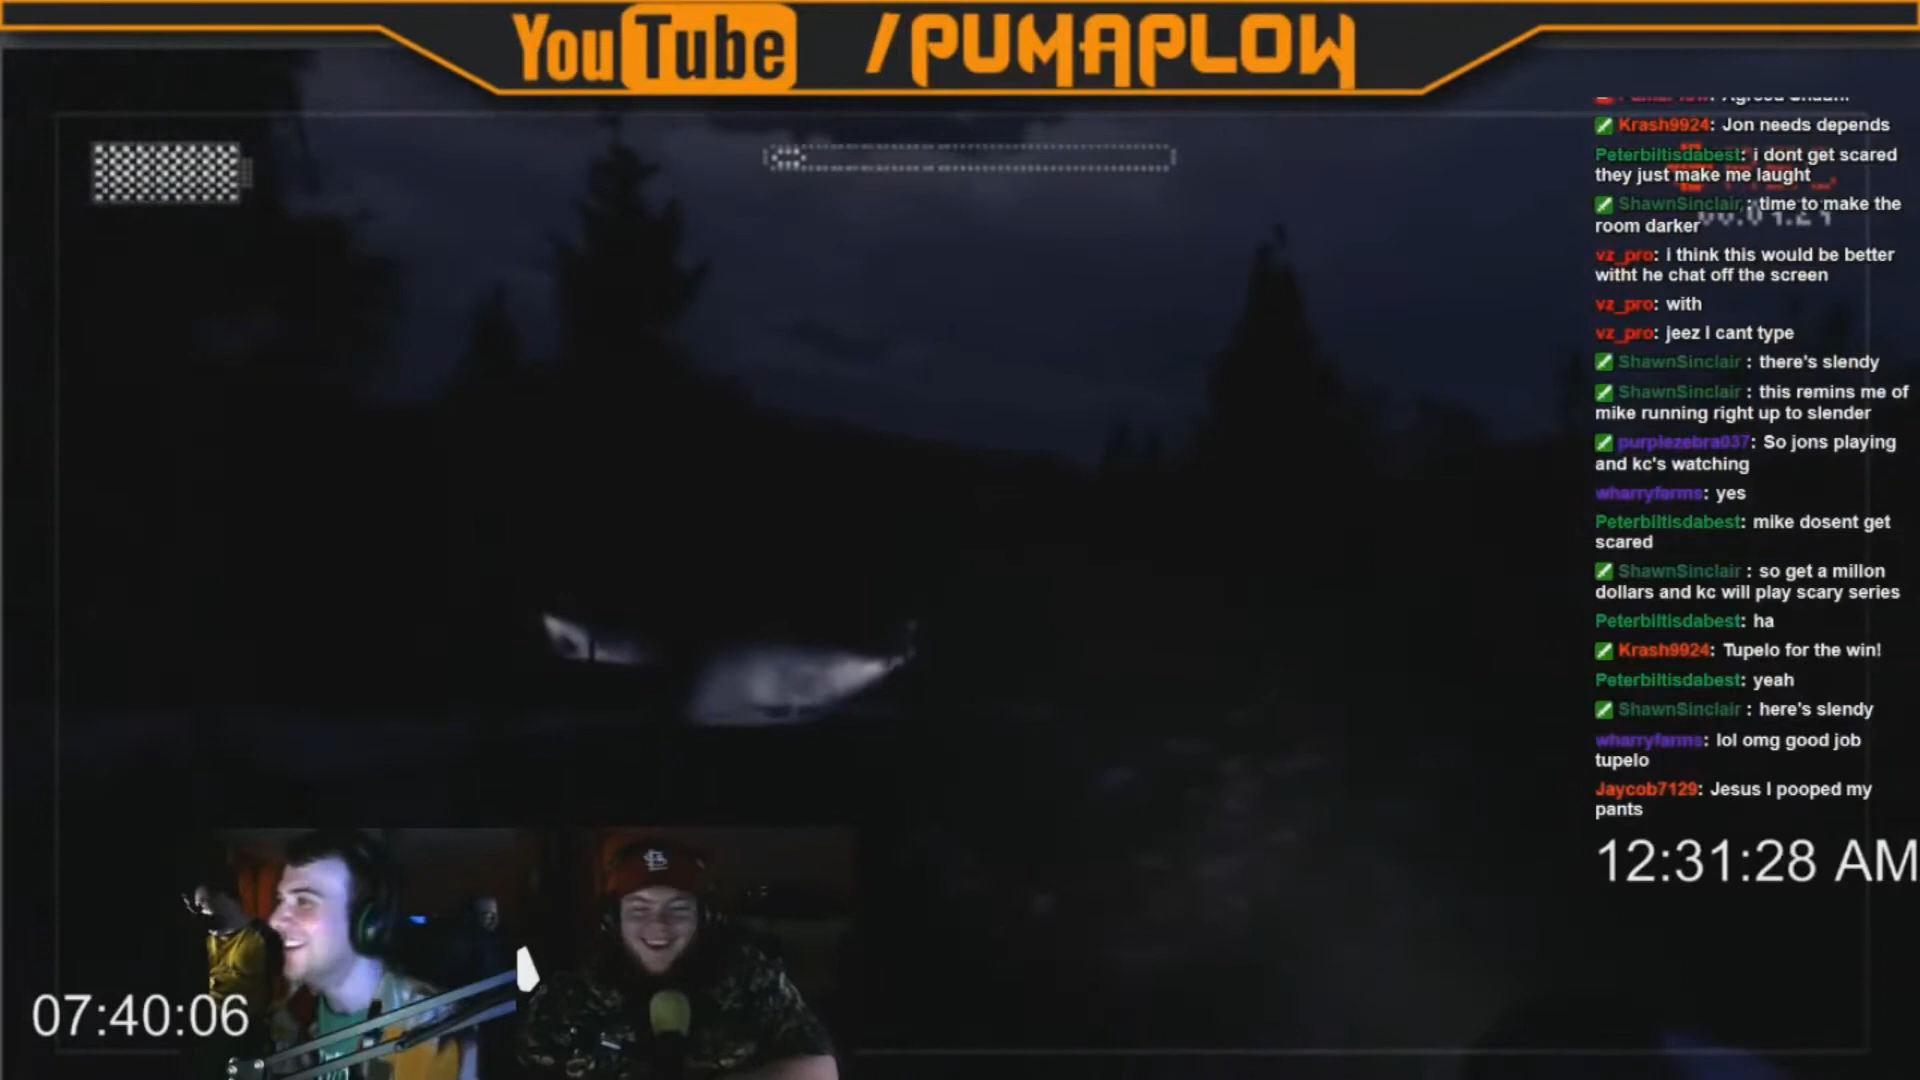 YouTube /PUMAPLOW
Krash9924: Jon needs depends
Peterbiltisdabest: i dont get scared
they just make me laught
ShawnSinclair : time to make the
room darker
vz_pro: i think this would be better
witht he chat off the screen
vz_pro: with
vz_pro: jeez I cant type
ShawnSinclair : there's slendy
ShawnSinclair : this remins me of
mike running right up to slender
purplezebra037: So jons playing
and kc's watching
wharryfarms: yes
Peterbiltisdabest: mike dosent get
scared
ShawnSinclair : so get a millon
dollars and kc will play scary series
Peterbiltisdabest: ha
Krash9924: Tupelo for the win!
Peterbiltisdabest: yeah
ShawnSinclair : here's slendy
wharryfarms: lol omg good job
tupelo
Jaycob7129: Jesus I pooped my
pants
12:31:28 AM
07:40:06